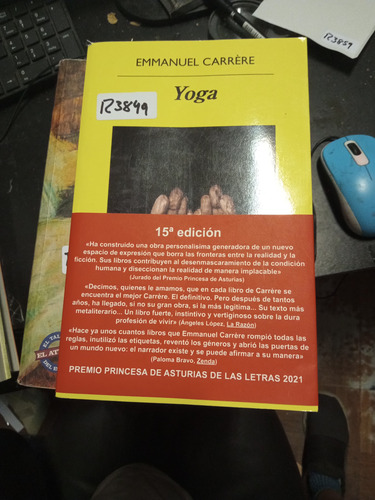 R3859
EMMANUEL CARRÈRE
R3849
Yoga
15ª edición
«Ha construido una obra personalísima generadora de un nuevo
espacio de expresión que borra las fronteras entre la realidad y la
ficción. Sus libros contribuyen al desenmascaramiento de la condición
humana y diseccionan la realidad de manera implacable»
(Jurado del Premio Princesa de Asturias)
«Decimos, quienes le amamos, que en cada libro de Carrère se
encuentra el mejor Carrère. El definitivo. Pero después de tantos
años, ha llegado, si no su gran obra, sí la más legítima... Su texto más
metaliterario... Un libro fuerte, instintivo y vertiginoso sobre la dura
profesión de vivir» (Ángeles López, La Razón)
«Hace ya unos cuantos libros que Emmanuel Carrère rompió todas las
reglas, inutilizó las etiquetas, reventó los géneros y abrió las puertas de
un mundo nuevo: el narrador existe y se puede afirmar a su manera»
(Paloma Bravo, Zenda)
PREMIO PRINCESA DE ASTURIAS DE LAS LETRAS 2021